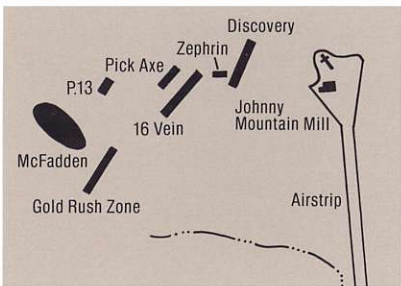 Discovery
Zephrin
Pick Axe
P.13
16 Vein
Johnny
Mountain Mill
McFadden
Gold Rush Zone
Airstrip